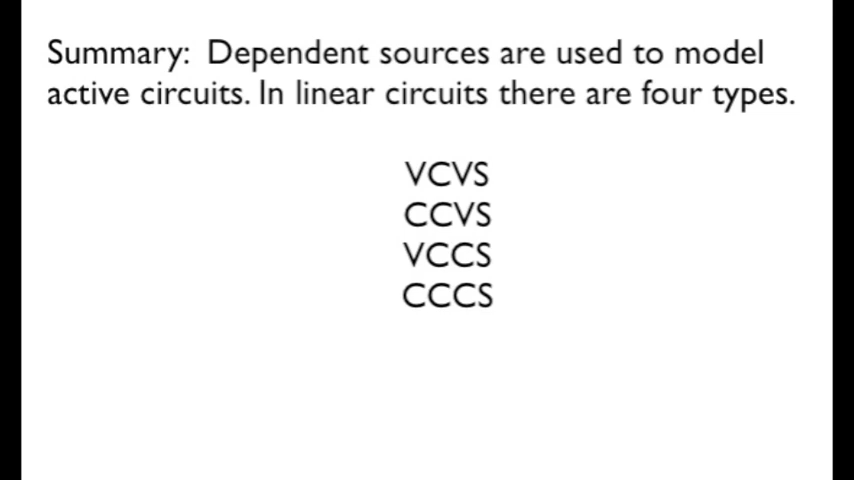 Summary: Dependent sources are used to model
active circuits. In linear circuits there are four types.
VCVS
CCVS
VCCS
CCCS